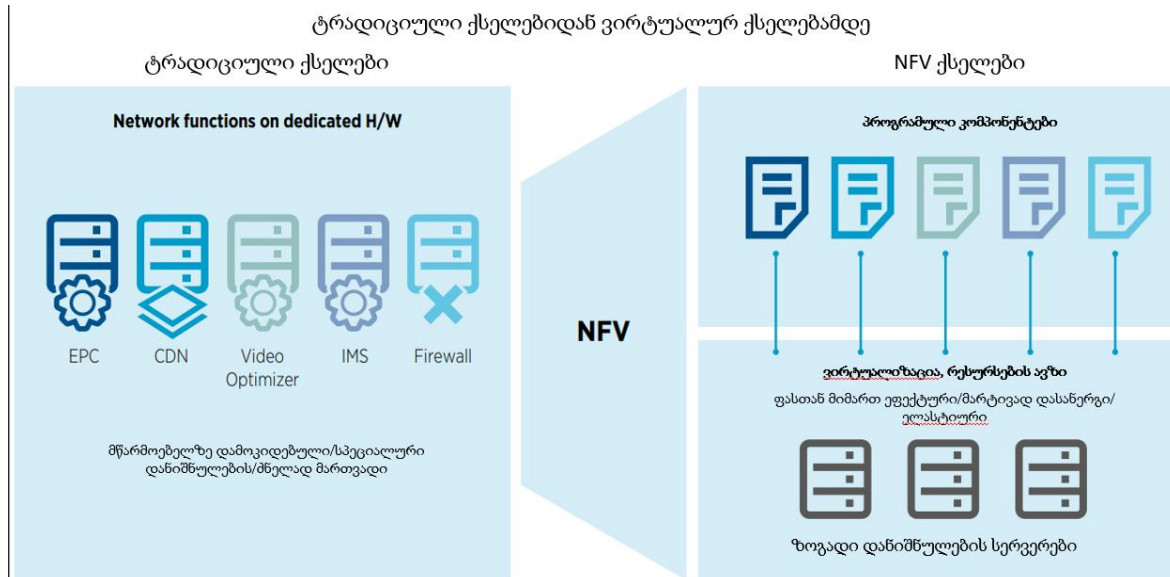 ტრადიციული ქსელებიდან ვირტუალურ ქსელებამდე
ტრადიციული ქსელები
Network functions on dedicated H/W
EPC
CDN
Video
Optimizer
IMS
Firewall
მწარმოებელზე დამოკიდებული/სპეციალური
დანიშნულების/ძნელად მართვადი
NFV
NFV ქსელები
პროგრამული კომპონენტები
ვირტუალიზაცია, რესურსების ავზი
ფასთან მიმართ ეფექტური/მარტივად დასანერგი/
ელასტიური
ზოგადი დანიშნულების სერვერები